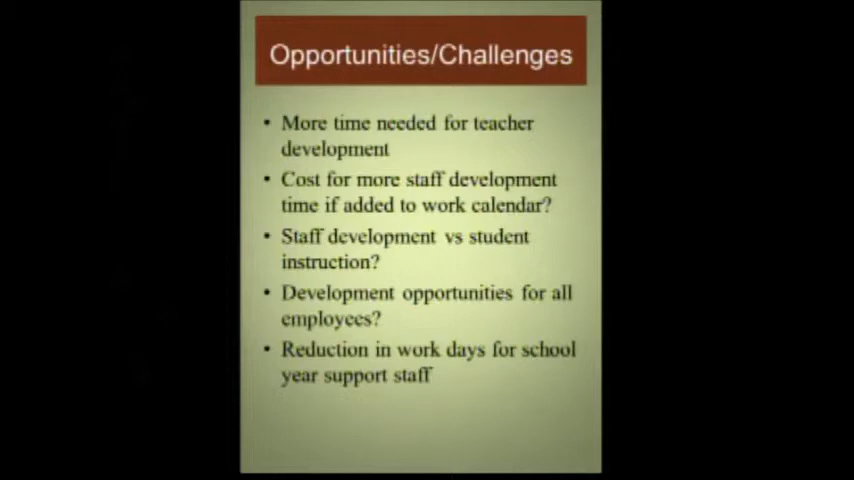 Opportunities/Challenges
• More time needed for teacher
development
• Cost for more staff development
time if added to work calendar?
• Staff development vs student
instruction?
• Development opportunities for all
employees?
• Reduction in work days for school
year support staff